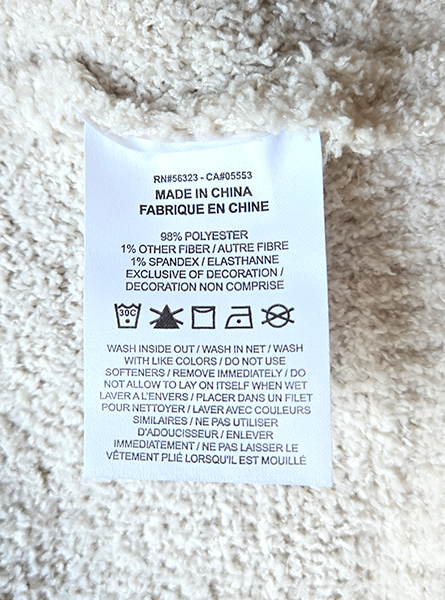 RN#56323 - CA#05553
MADE IN CHINA
FABRIQUE EN CHINE
98% POLYESTER
1% OTHER FIBER / AUTRE FIBRE
1% SPANDEX / ELASTHANNE
EXCLUSIVE OF DECORATION /
DECORATION NON COMPRISE
30C
WASH INSIDE OUT / WASH IN NET / WASH
WITH LIKE COLORS / DO NOT USE
SOFTENERS / REMOVE IMMEDIATELY / DO
NOT ALLOW TO LAY ON ITSELF WHEN WET
LAVER A L'ENVERS / PLACER DANS UN FILET
POUR NETTOYER / LAVER AVEC COULEURS
SIMILAIRES / NE PAS UTILISER
D'ADOUCISSEUR / ENLEVER
IMMEDIATEMENT / NE PAS LAISSER LE
VÊTEMENT PLIÉ LORSQU'IL EST MOUILLÉ